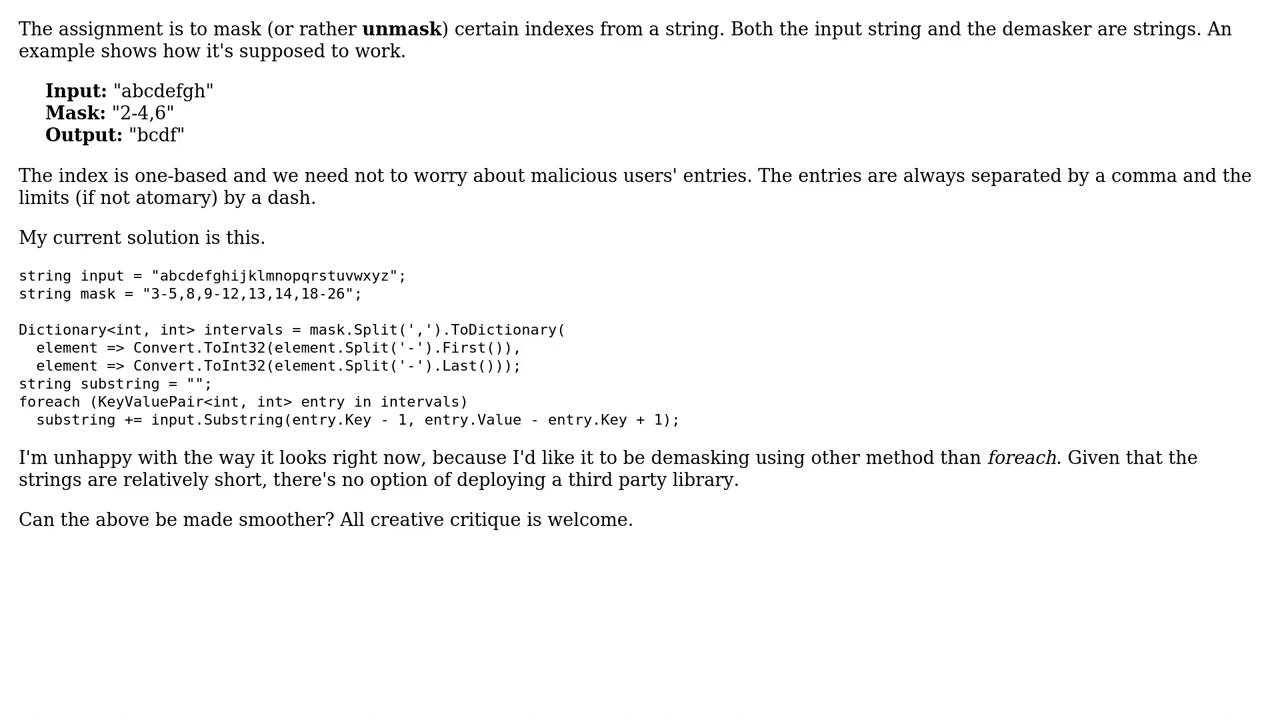 The assignment is to mask (or rather unmask) certain indexes from a string. Both the input string and the demasker are strings. An
example shows how it's supposed to work.
Input: "abcdefgh"
Mask: "2-4,6"
Output: "bcdf"
The index is one-based and we need not to worry about malicious users' entries. The entries are always separated by a comma and the
limits (if not atomary) by a dash.
My current solution is this.
string input = "abcdefghijklmnopqrstuvwxyz";
string mask = "3-5,8,9-12,13,14,18-26";
Dictionary<int, int> intervals = mask.Split(',').ToDictionary(
  element => Convert.ToInt32(element.Split('-').First()),
  element => Convert.ToInt32(element.Split('-').Last()));
string substring = "";
foreach (KeyValuePair<int, int> entry in intervals)
  substring += input.Substring(entry.Key - 1, entry.Value - entry.Key + 1);
I'm unhappy with the way it looks right now, because I'd like it to be demasking using other method than foreach. Given that the
strings are relatively short, there's no option of deploying a third party library.
Can the above be made smoother? All creative critique is welcome.